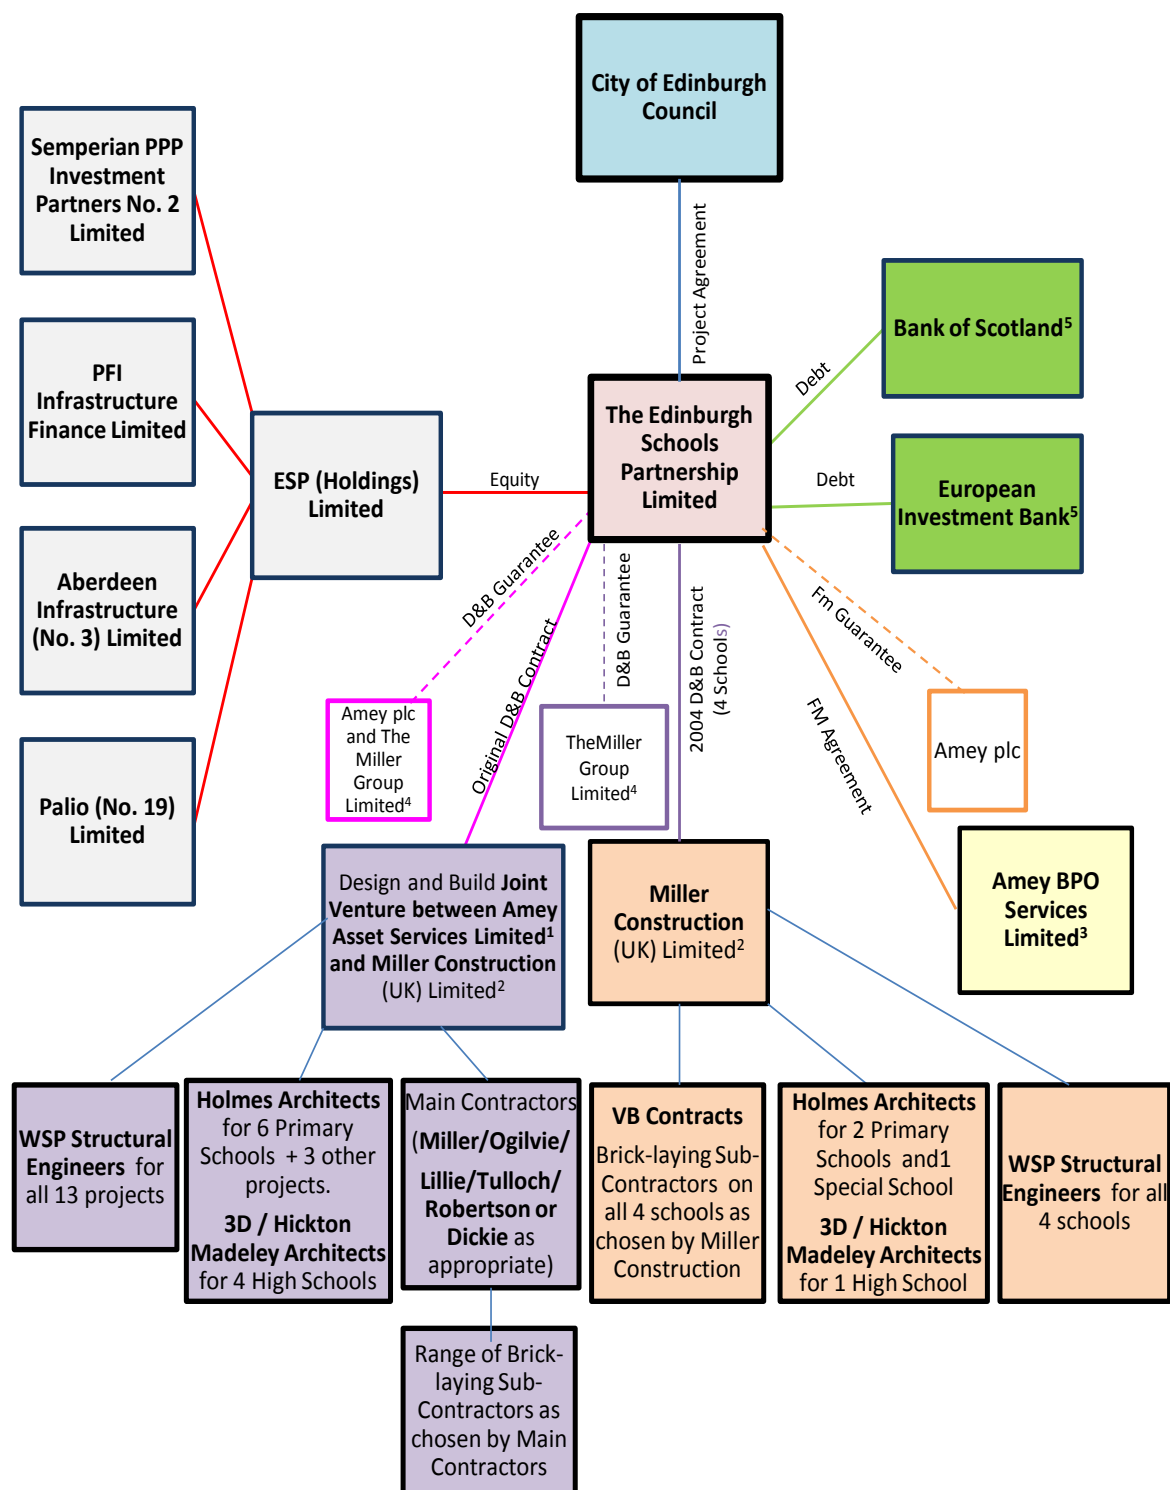 City of Edinburgh
Council
Semperian PPP
Investment
Partners No. 2
Limited
Project Agreement
Bank of Scotland5
PFI
Infrastructure
Finance Limited
Debt
The Edinburgh
Schools
Partnership
Limited
ESP (Holdings)
Limited
Equity
Debt
European
Investment Bank5
Aberdeen
Infrastructure
(No. 3) Limited
D&B Guarantee
Original D&B Contract
D&B Guarantee
2004 D&B Contract
(4 Schools)
Fm Guarantee
FM Agreement
Amey plc
and The
Miller
Group
Limited4
TheMiller
Group
Limited4
Amey plc
Palio (No. 19)
Limited
Design and Build Joint
Venture between Amey
Asset Services Limited1
and Miller Construction
(UK) Limited2
Miller
Construction
(UK) Limited2
Amey BPO
Services
Limited3
WSP Structural
Engineers for
all 13 projects
Holmes Architects
for 6 Primary
Schools + 3 other
projects.
3D / Hickton
Madeley Architects
for 4 High Schools
Main Contractors
(Miller/Ogilvie/
Lillie/Tulloch/
Robertson or
Dickie as
appropriate)
VB Contracts
Brick-laying Sub-
Contractors on
all 4 schools as
chosen by Miller
Construction
Holmes Architects
for 2 Primary
Schools and1
Special School
3D / Hickton
Madeley Architects
for 1 High School
WSP Structural
Engineers for all
4 schools
Range of Brick-
laying Sub-
Contractors as
chosen by Main
Contractors